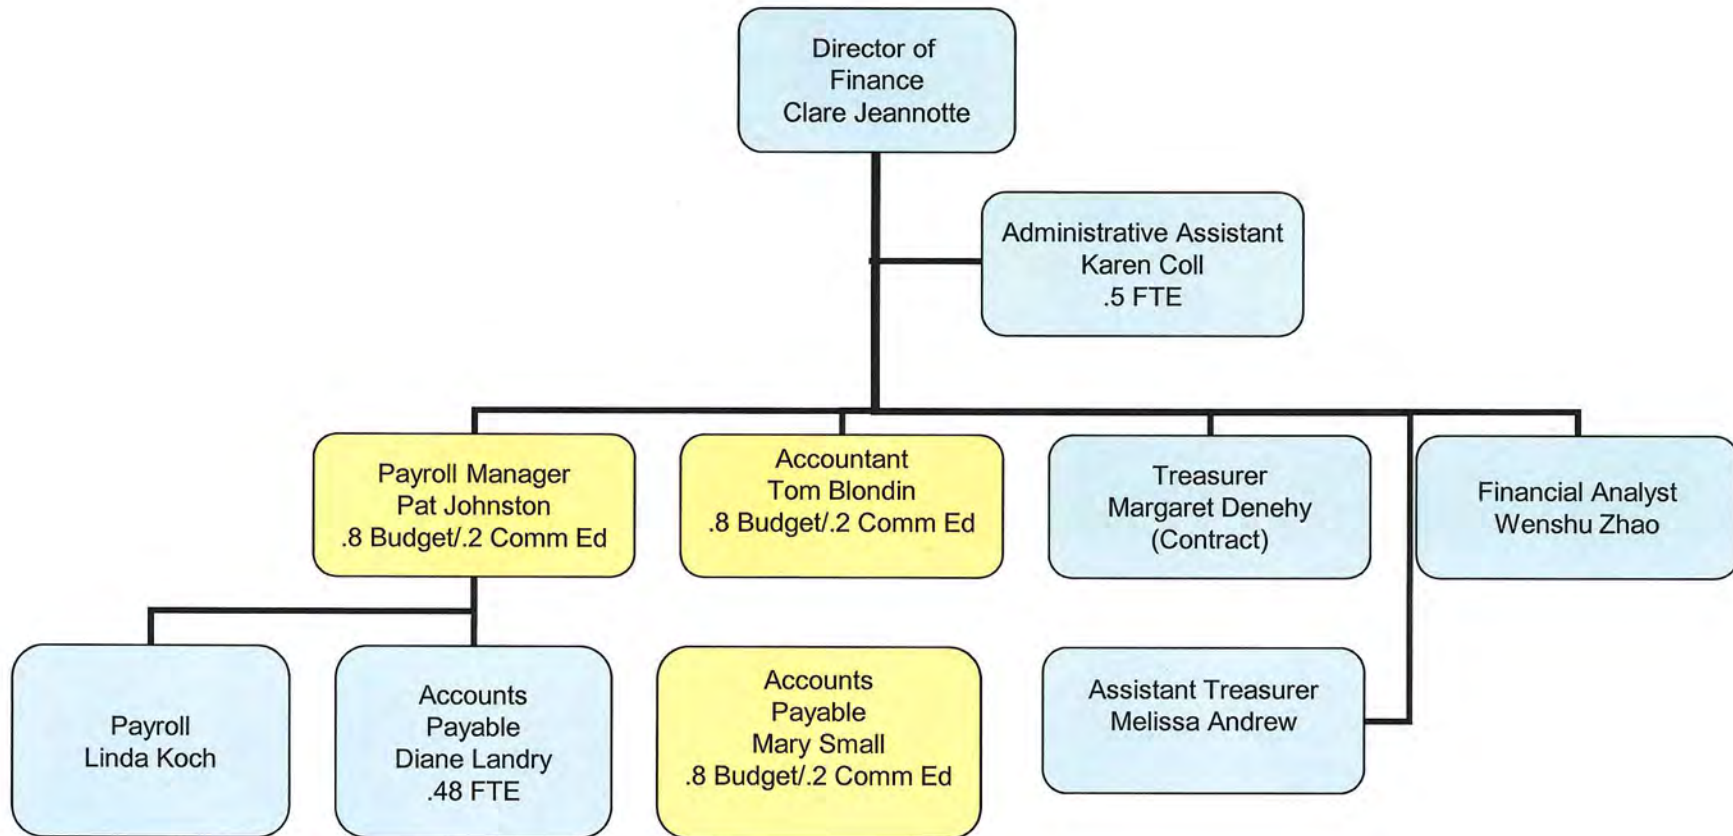 Director of
Finance
Clare Jeannotte
Administrative Assistant
Karen Coll
.5 FTE
Payroll Manager
Pat Johnston
.8 Budget/.2 Comm Ed
Accountant
Tom Blondin
.8 Budget/.2 Comm Ed
Treasurer
Margaret Denehy
(Contract)
Financial Analyst
Wenshu Zhao
Payroll
Linda Koch
Accounts
Payable
Diane Landry
.48 FTE
Accounts
Payable
Mary Small
.8 Budget/.2 Comm Ed
Assistant Treasurer
Melissa Andrew